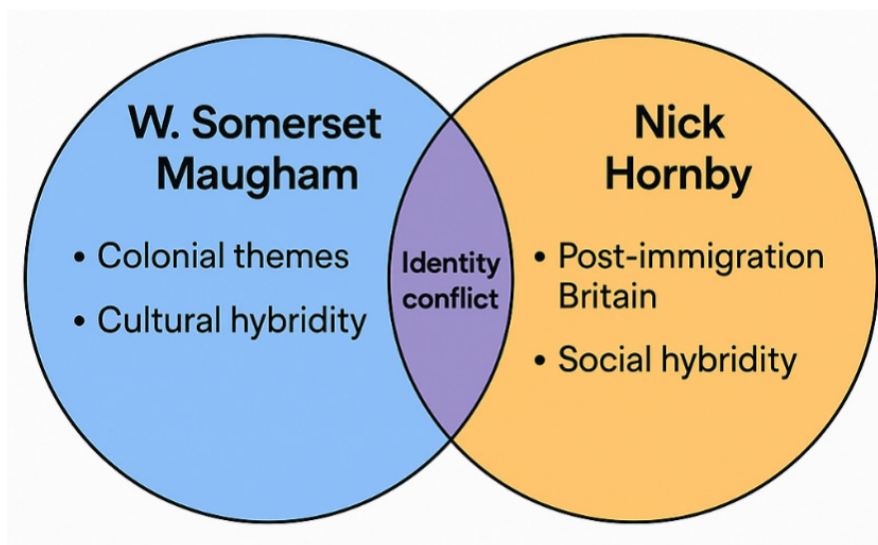 W. Somerset
Maugham
• Colonial themes
• Cultural hybridity
Identity
conflict
Nick
Hornby
• Post-immigration
Britain
• Social hybridity